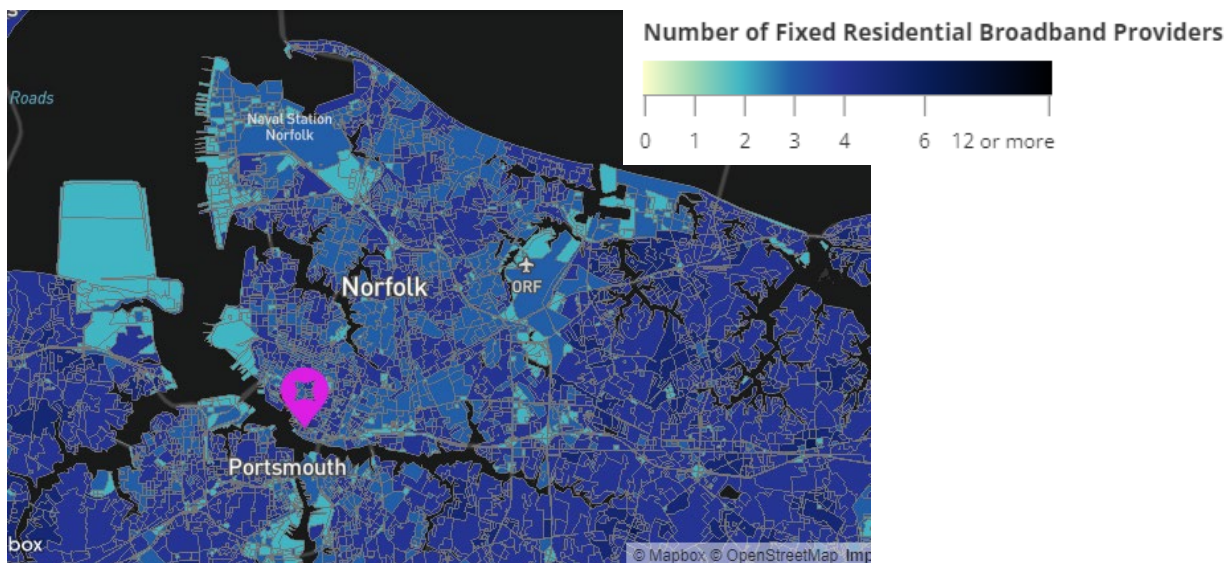 Number of Fixed Residential Broadband Providers
0 1 2 3 4 6 12 or more
Roads
Naval Station
Norfolk
Norfolk
ORF
Portsmouth
box
© Mapbox © OpenStreetMap Imp